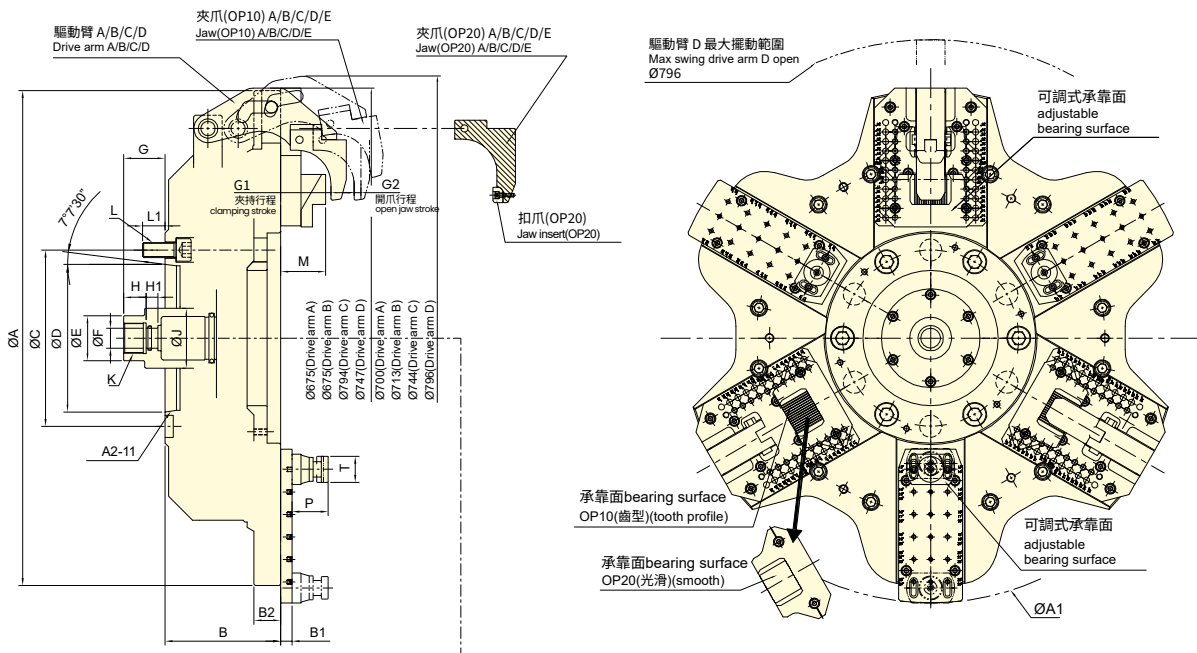 驅動臂 A/B/C/D
Drive arm A/B/C/D
夾爪(OP10) A/B/C/D/E
Jaw(OP10) A/B/C/D/E
夾爪(OP20) A/B/C/D/E
Jaw(OP20) A/B/C/D/E
G
G1
夾持行程
clamping stroke
G2
開爪行程
open jaw stroke
扣爪(OP20)
Jaw insert(OP20)
7°7'30"
L
L1
M
H
H1
ØA
ØC
ØD
ØE
ØF
ØJ
K
A2-11
Ø675(Drive arm A)
Ø675(Drive arm B)
Ø794(Drive arm C)
Ø747(Drive arm D)
Ø700(Drive arm A)
Ø713(Drive arm B)
Ø744(Drive arm C)
Ø796(Drive arm D)
T
P
B2
B
B1
驅動臂 D 最大擺動範圍
Max swing drive arm D open
Ø796
可調式承靠面
adjustable
bearing surface
承靠面bearing surface
OP10(齒型)(tooth profile)
承靠面bearing surface
OP20(光滑)(smooth)
可調式承靠面
adjustable
bearing surface
ØA1